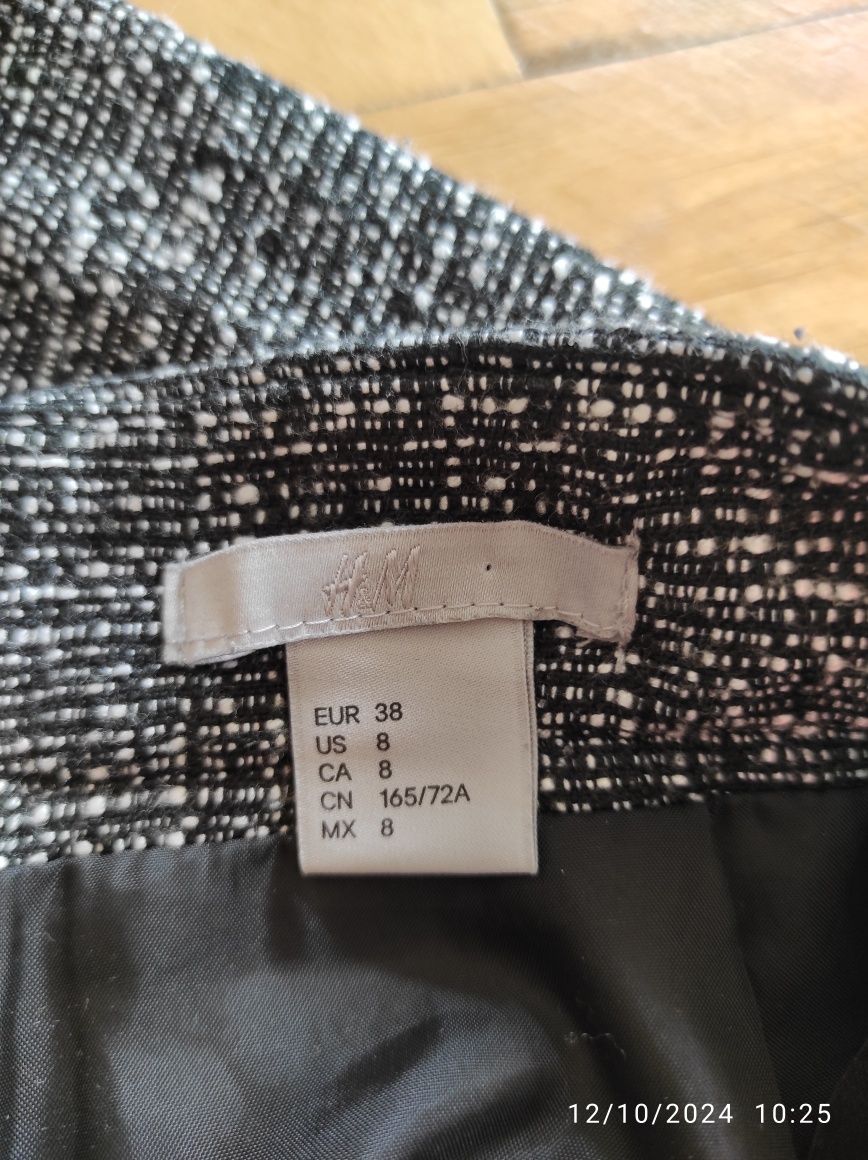 H&M
EUR 38
US 8
CA 8
CN 165/72A
MX 8
12/10/2024 10:25